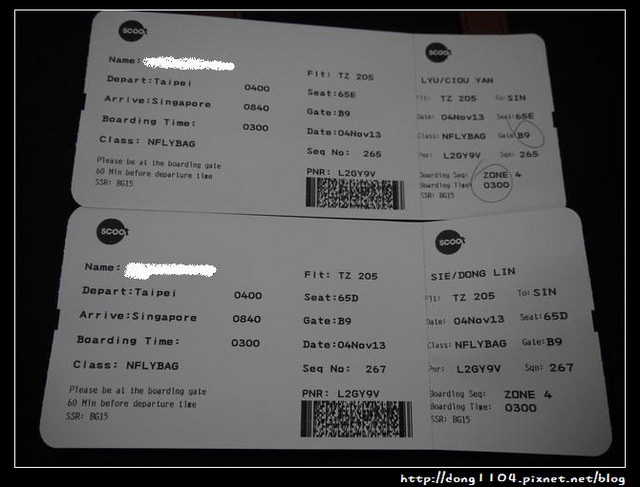 scoot
Name:
Depart:Taipei 0400
Arrive:Singapore 0840
Boarding Time: 0300
Class: NFLYBAG
Please be at the boarding gate
60 Min before departure time
SSR: BG15
Flt: TZ 205
Seat:65E
Gate:B9
Date:04Nov13
Seq No: 265
PNR: L2GY9V
scoot
LYU/CIOU YAN
Flt: TZ 205 To:SIN
Date: 04Nov13 Seat:65E
Class:NFLYBAG Gate:B9
Pnr: L2GY9V Sqn: 265
Boarding Seq: ZONE 4
Boarding Time: 0300
SSR: BG15
scoot
Name:
Depart:Taipei 0400
Arrive:Singapore 0840
Boarding Time: 0300
Class: NFLYBAG
Please be at the boarding gate
60 Min before departure time
SSR: BG15
Flt: TZ 205
Seat:65D
Gate:B9
Date:04Nov13
Seq No: 267
PNR: L2GY9V
scoot
SIE/DONG LIN
Flt: TZ 205 To:SIN
Date: 04Nov13 Seat:65D
Class:NFLYBAG Gate:B9
Pnr: L2GY9V Sqn: 267
Boarding Seq: ZONE 4
Boarding Time: 0300
SSR: BG15
http://dong1104.pixnet.net/blog